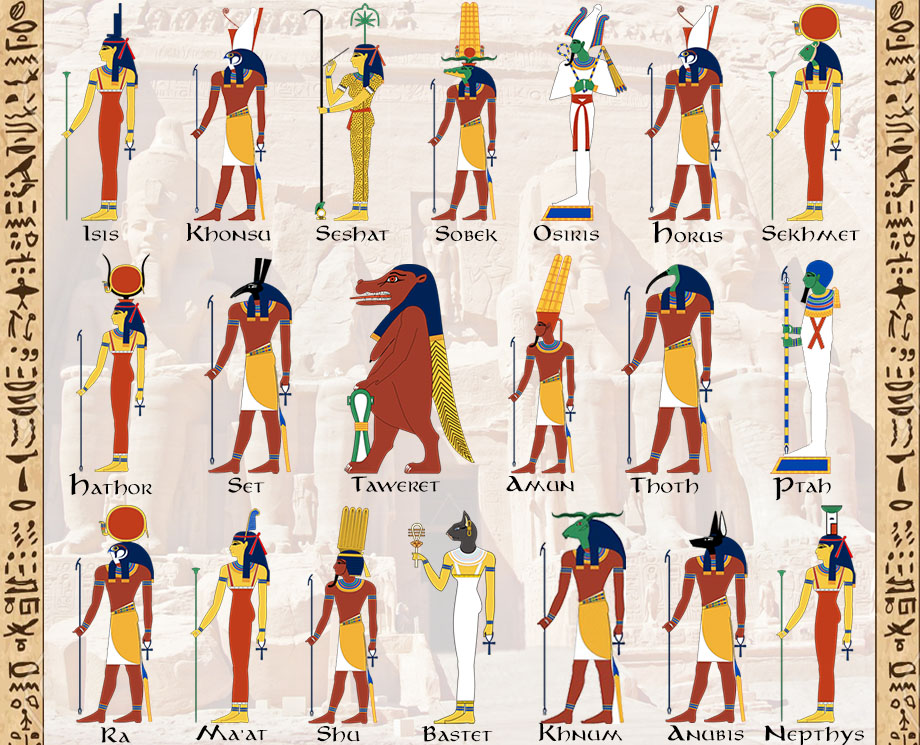 Isis Khonsu Seshat Sobek Osiris Horus Sekhmet
Hathor Set Taweret Amun Thoth Ptah
Ra Ma'at Shu Bastet Khnum Anubis Nepthys